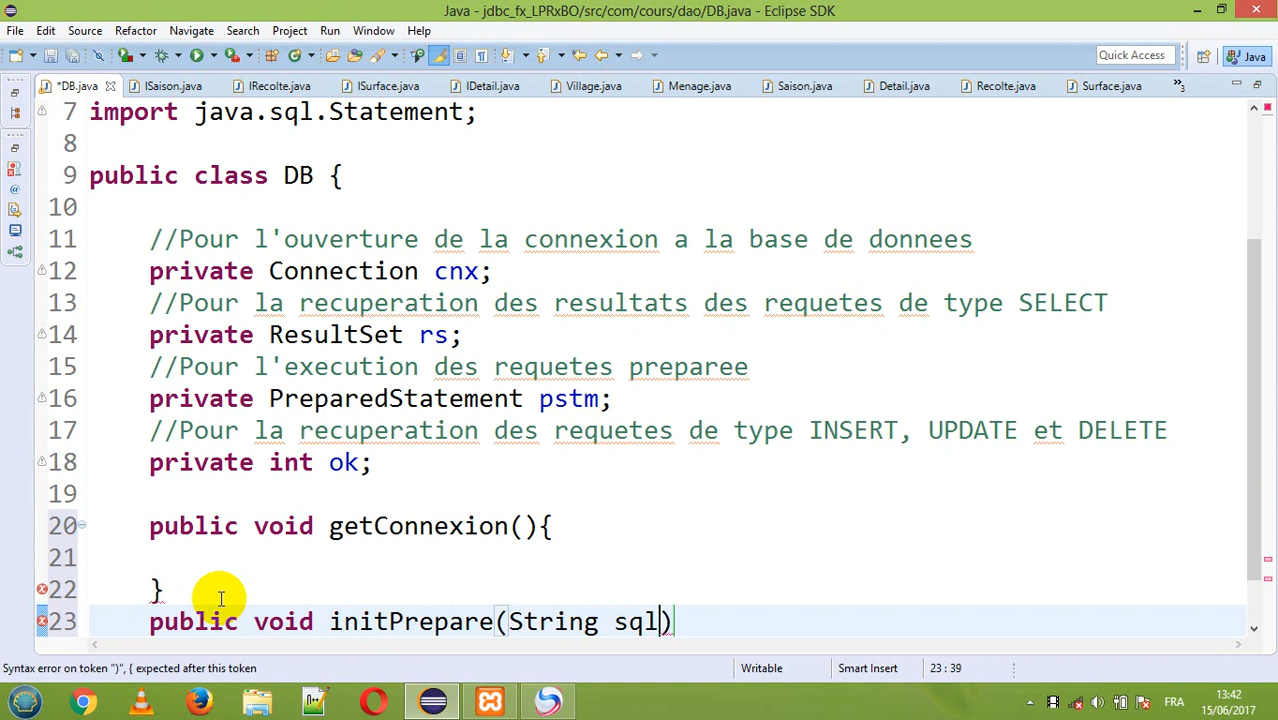 Java - jdbc_fx_LPRxBO/src/com/cours/dao/DB.java - Eclipse SDK
File Edit Source Refactor Navigate Search Project Run Window Help
Quick Access Java
*DB.java ISaison.java IRecolte.java ISurface.java IDetail.java Village.java Menage.java Saison.java Detail.java Recolte.java Surface.java »3
7 import java.sql.Statement;
8
9 public class DB {
10
11 //Pour l'ouverture de la connexion a la base de donnees
12 private Connection cnx;
13 //Pour la recuperation des resultats des requetes de type SELECT
14 private ResultSet rs;
15 //Pour l'execution des requetes preparee
16 private PreparedStatement pstm;
17 //Pour la recuperation des requetes de type INSERT, UPDATE et DELETE
18 private int ok;
19
20 public void getConnexion(){
21
22 }
23 public void initPrepare(String sql)
Syntax error on token ")", { expected after this token Writable Smart Insert 23 : 39
FRA 13:42
15/06/2017